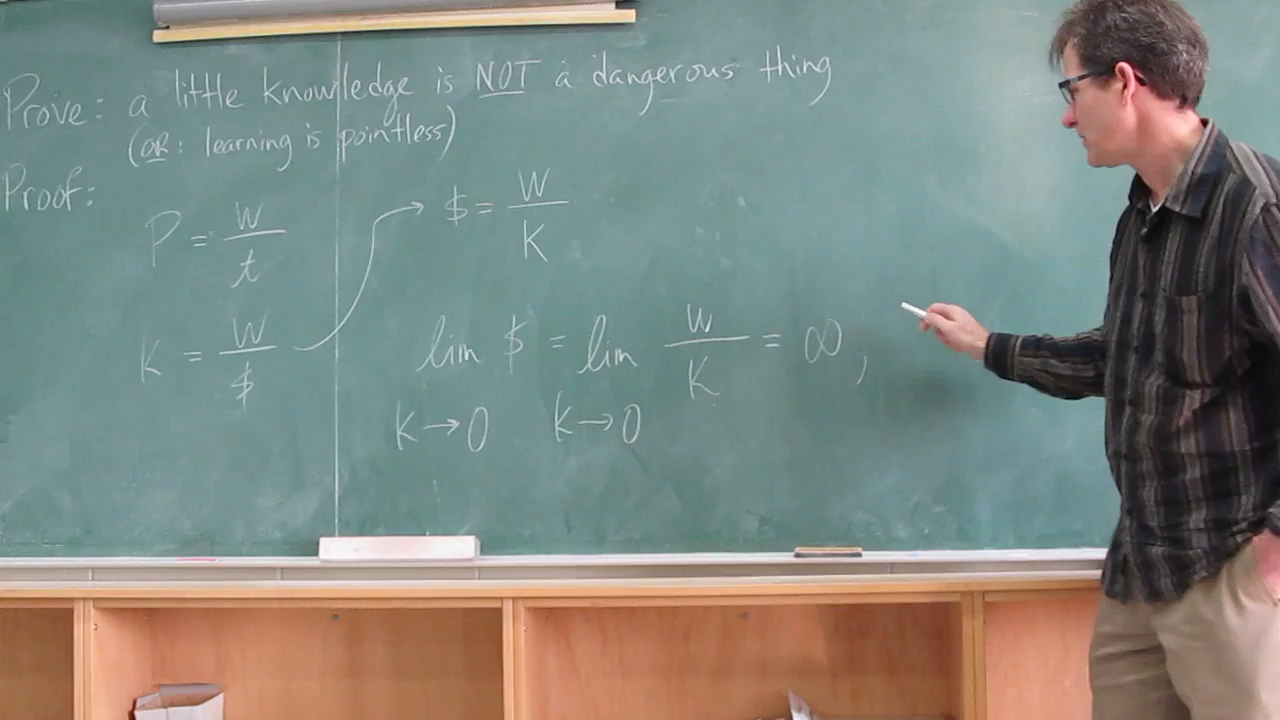 Prove: a little knowledge is NOT a dangerous thing
(OR: learning is pointless)
Proof:
P = W/t
K = W/$
$ = W/K
lim $ = lim W/K = ∞,
K→0 K→0